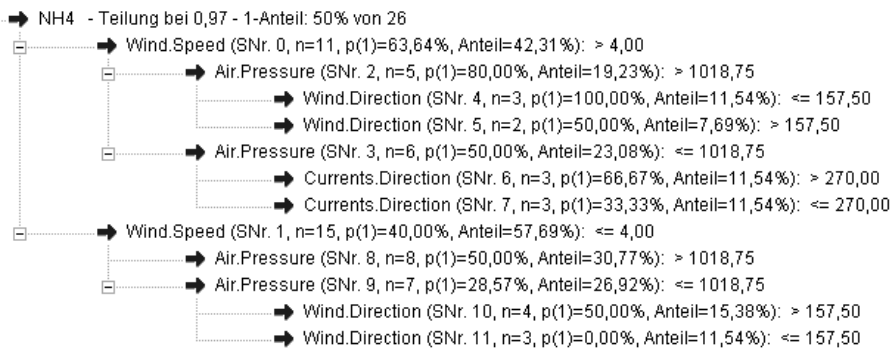 NH4 - Teilung bei 0,97 - 1-Anteil: 50% von 26
Wind.Speed (SNr. 0, n=11, p(1)=63,64%, Anteil=42,31%): > 4,00
Air.Pressure (SNr. 2, n=5, p(1)=80,00%, Anteil=19,23%): > 1018,75
Wind.Direction (SNr. 4, n=3, p(1)=100,00%, Anteil=11,54%): <= 157,50
Wind.Direction (SNr. 5, n=2, p(1)=50,00%, Anteil=7,69%): > 157,50
Air.Pressure (SNr. 3, n=6, p(1)=50,00%, Anteil=23,08%): <= 1018,75
Currents.Direction (SNr. 6, n=3, p(1)=66,67%, Anteil=11,54%): > 270,00
Currents.Direction (SNr. 7, n=3, p(1)=33,33%, Anteil=11,54%): <= 270,00
Wind.Speed (SNr. 1, n=15, p(1)=40,00%, Anteil=57,69%): <= 4,00
Air.Pressure (SNr. 8, n=8, p(1)=50,00%, Anteil=30,77%): > 1018,75
Air.Pressure (SNr. 9, n=7, p(1)=28,57%, Anteil=26,92%): <= 1018,75
Wind.Direction (SNr. 10, n=4, p(1)=50,00%, Anteil=15,38%): > 157,50
Wind.Direction (SNr. 11, n=3, p(1)=0,00%, Anteil=11,54%): <= 157,50